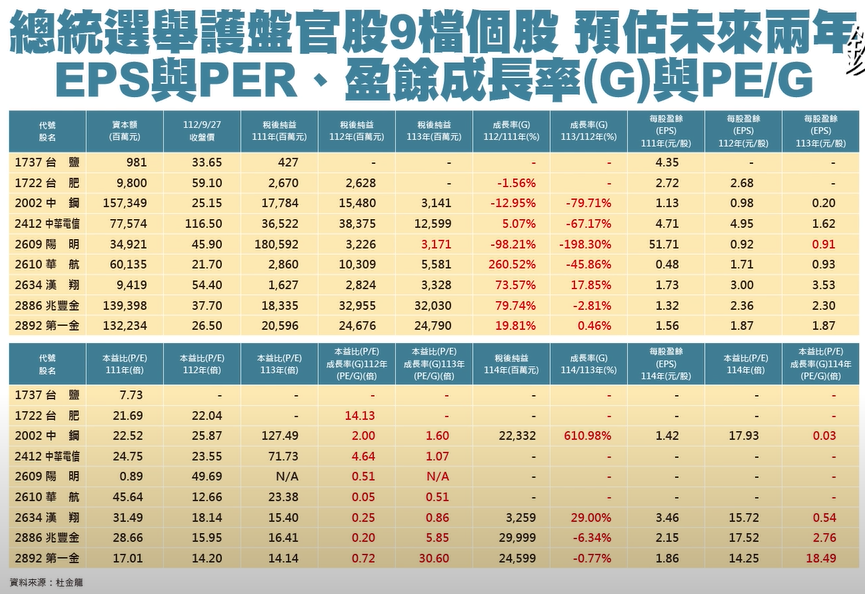 總統選舉護盤官股9檔個股 預估未來兩年
EPS與PER、盈餘成長率(G)與PE/G
代號 股名 資本額 (百萬元) 112/9/27 收盤價 稅後純益 111年(百萬元) 稅後純益 112年(百萬元) 稅後純益 113年(百萬元) 成長率(G) 112/111年(%) 成長率(G) 113/112年(%) 每股盈餘 (EPS) 111年(元/股) 每股盈餘 (EPS) 112年(元/股) 每股盈餘 (EPS) 113年(元/股)
1737 台 鹽 981 33.65 427 - - - - 4.35 - -
1722 台 肥 9,800 59.10 2,670 2,628 - -1.56% - 2.72 2.68 -
2002 中 鋼 157,349 25.15 17,784 15,480 3,141 -12.95% -79.71% 1.13 0.98 0.20
2412 中華電信 77,574 116.50 36,522 38,375 12,599 5.07% -67.17% 4.71 4.95 1.62
2609 陽 明 34,921 45.90 180,592 3,226 3,171 -98.21% -198.30% 51.71 0.92 0.91
2610 華 航 60,135 21.70 2,860 10,309 5,581 260.52% -45.86% 0.48 1.71 0.93
2634 漢 翔 9,419 54.40 1,627 2,824 3,328 73.57% 17.85% 1.73 3.00 3.53
2886 兆豐金 139,398 37.70 18,335 32,955 32,030 79.74% -2.81% 1.32 2.36 2.30
2892 第一金 132,234 26.50 20,596 24,676 24,790 19.81% 0.46% 1.56 1.87 1.87
代號 股名 本益比(P/E) 111年(倍) 本益比(P/E) 112年(倍) 本益比(P/E) 113年(倍) 本益比(P/E) 成長率(G)112年 (PE/G)(倍) 本益比(P/E) 成長率(G)113年 (PE/G)(倍) 稅後純益 114年(百萬元) 成長率(G) 114/113年(%) 每股盈餘 (EPS) 114年(元/股) 本益比(P/E) 114年(倍) 本益比(P/E) 成長率(G)114年 (PE/G)(倍)
1737 台 鹽 7.73 - - - - - - - - -
1722 台 肥 21.69 22.04 - 14.13 - - - - - -
2002 中 鋼 22.52 25.87 127.49 2.00 1.60 22,332 610.98% 1.42 17.93 0.03
2412 中華電信 24.75 23.55 71.73 4.64 1.07 - - - - -
2609 陽 明 0.89 49.69 N/A 0.51 N/A - - - - -
2610 華 航 45.64 12.66 23.38 0.05 0.51 - - - - -
2634 漢 翔 31.49 18.14 15.40 0.25 0.86 3,259 29.00% 3.46 15.72 0.54
2886 兆豐金 28.66 15.95 16.41 0.20 5.85 29,999 -6.34% 2.15 17.52 2.76
2892 第一金 17.01 14.20 14.14 0.72 30.60 24,599 -0.77% 1.86 14.25 18.49
資料來源：杜金龍